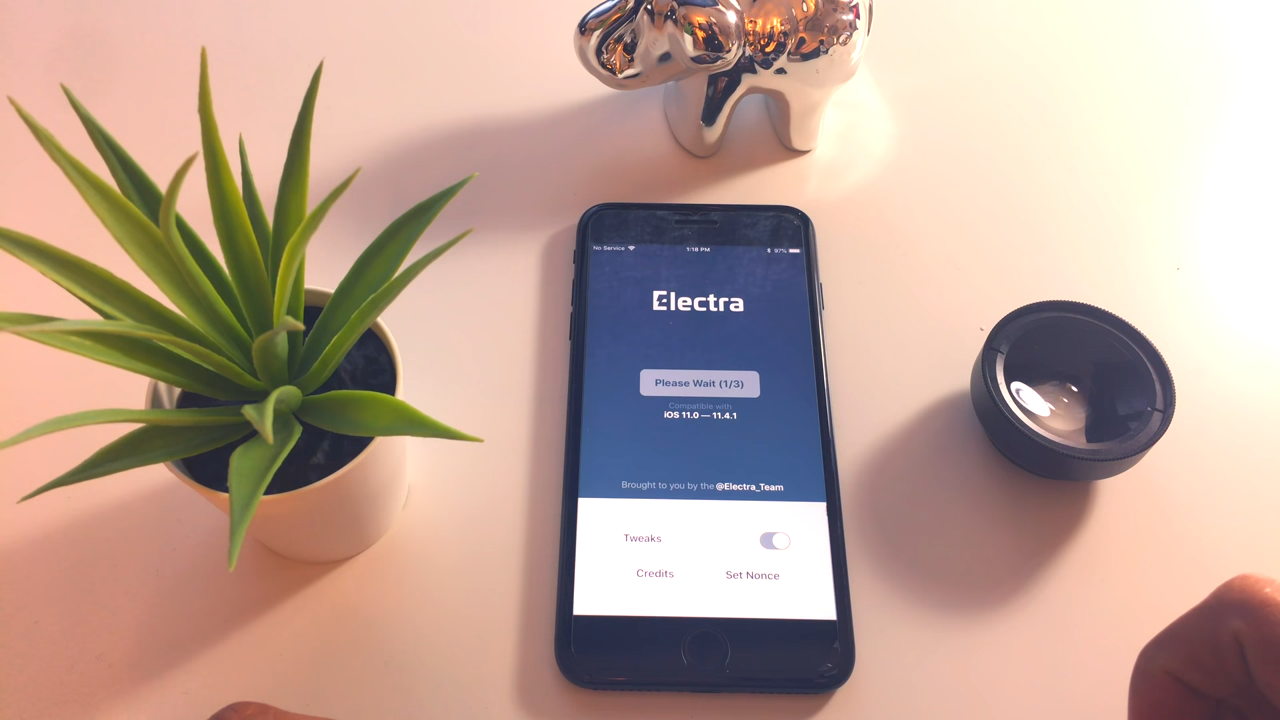 No Service 1:18 PM 97%
Electra
Please Wait (1/3)
Compatible with
iOS 11.0 — 11.4.1
Brought to you by the @Electra_Team
Tweaks
Credits Set Nonce